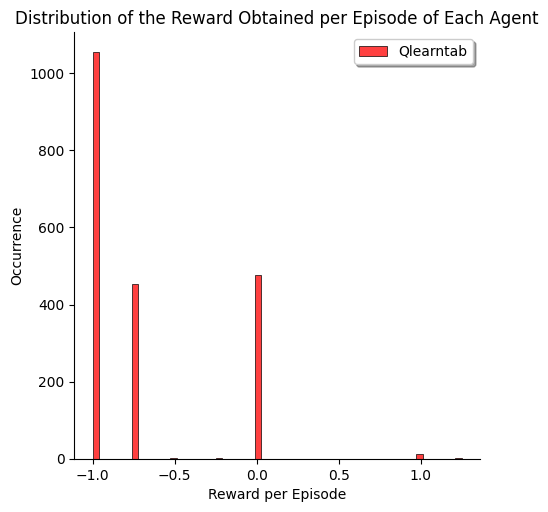 Distribution of the Reward Obtained per Episode of Each Agent
Qlearntab
1000
800
600
400
200
0
Occurrence
−1.0 −0.5 0.0 0.5 1.0
Reward per Episode